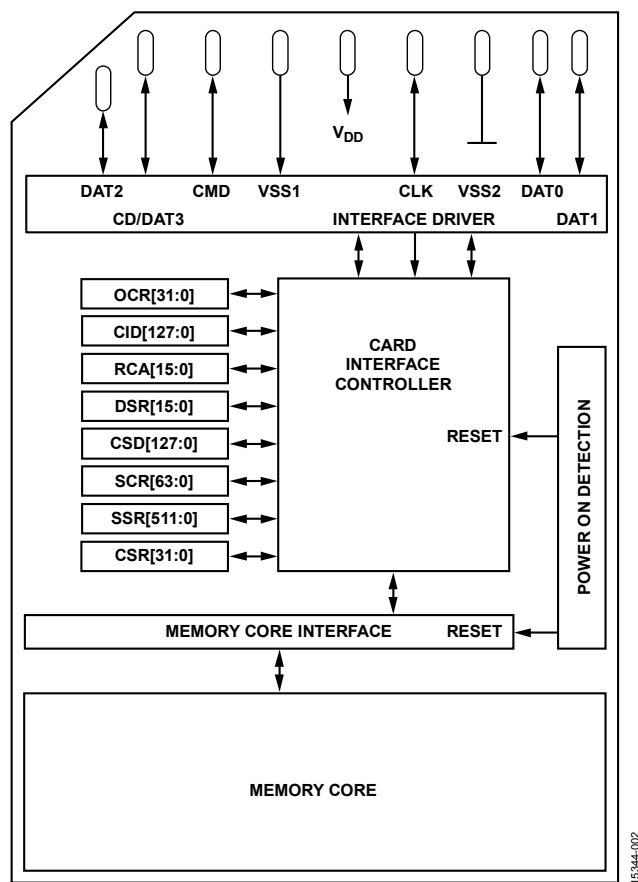 VDD
DAT2 CMD VSS1 CLK VSS2 DAT0
CD/DAT3 INTERFACE DRIVER DAT1
OCR[31:0]
CID[127:0]
RCA[15:0]
DSR[15:0]
CSD[127:0]
SCR[63:0]
SSR[511:0]
CSR[31:0]
CARD
INTERFACE
CONTROLLER
RESET
POWER ON DETECTION
MEMORY CORE INTERFACE RESET
MEMORY CORE
15344-002